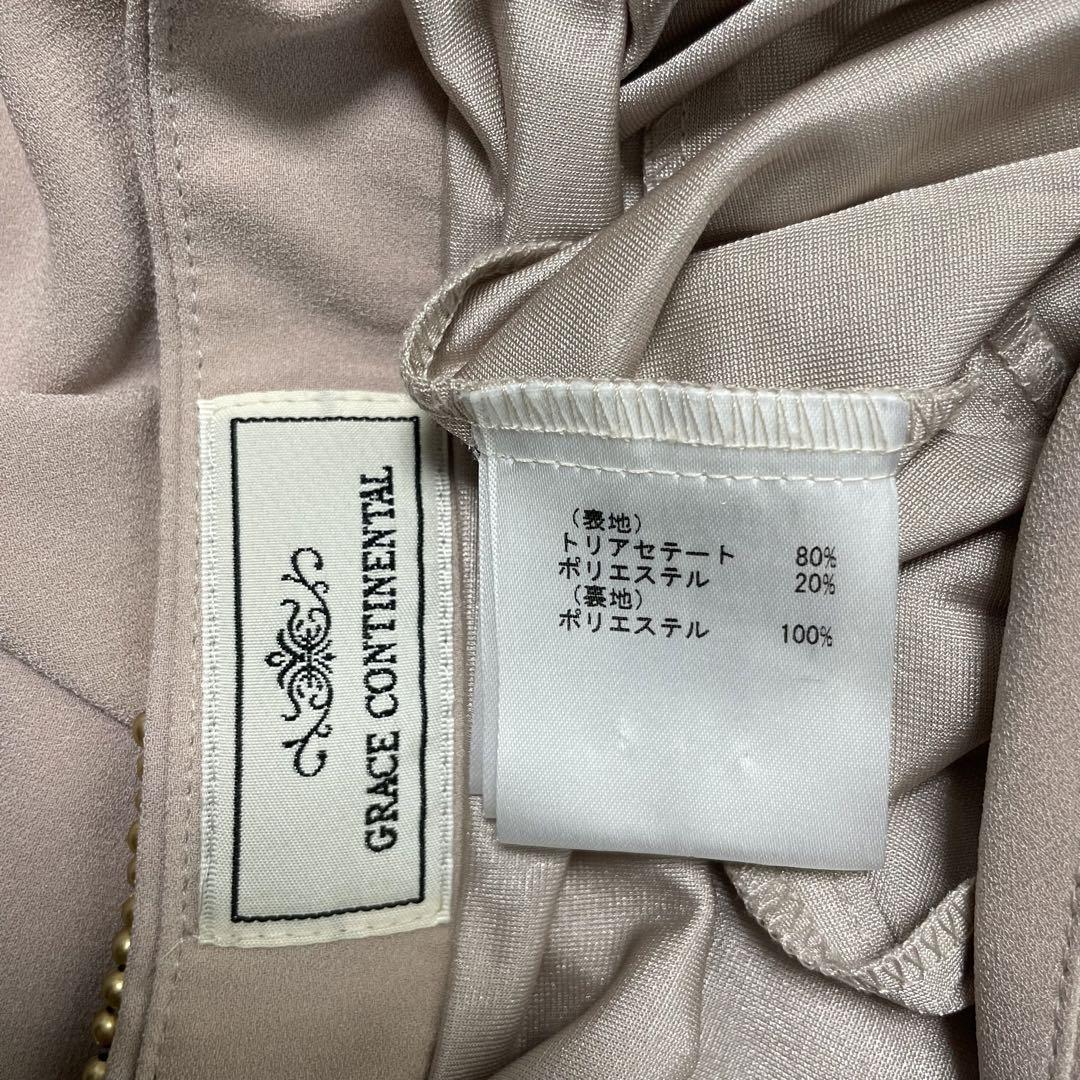 GRACE CONTINENTAL
(表地)
トリアセテート 80%
ポリエステル 20%
(裏地)
ポリエステル 100%